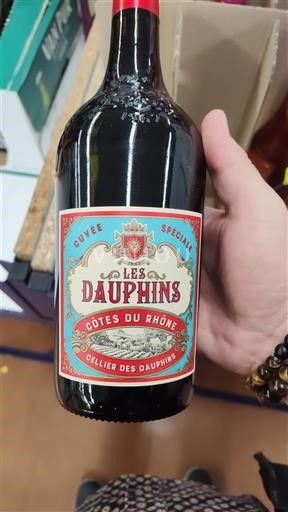 CUVÉE SPÉCIALE
LES
DAUPHINS
CÔTES DU RHÔNE
CELLIER DES DAUPHINS